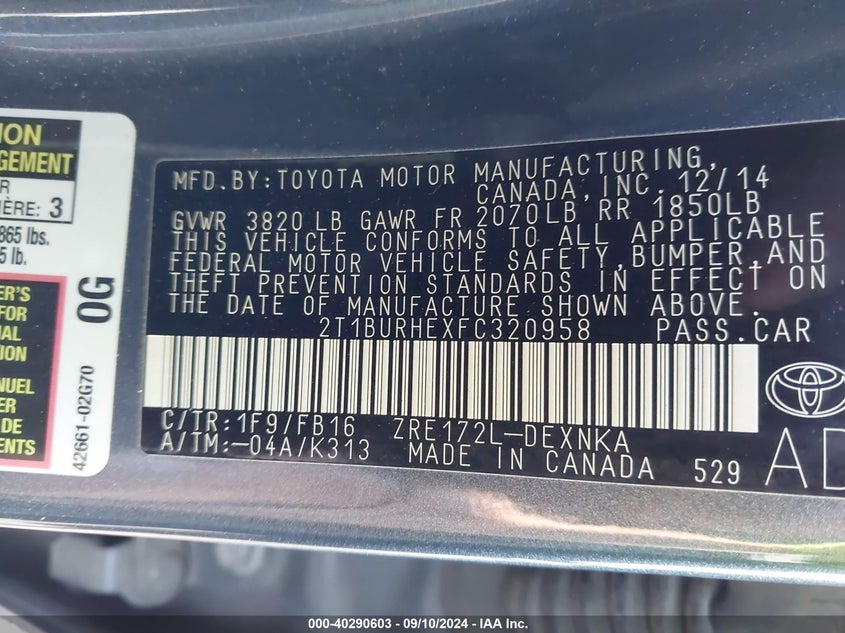 ION
GEMENT
R
IÈRE: 3
865 lbs.
5 lb.
ER'S
FOR
NAL
TION
NUEL
ER
DE
MENTS
0G
42661-02G70
MFD.BY:TOYOTA MOTOR MANUFACTURING,
CANADA,INC. 12/14
GVWR 3820 LB GAWR FR 2070LB RR 1850LB
THIS VEHICLE CONFORMS TO ALL APPLICABLE
FEDERAL MOTOR VEHICLE SAFETY,BUMPER,AND
THEFT PREVENTION STANDARDS IN EFFECT ON
THE DATE OF MANUFACTURE SHOWN ABOVE.
2T1BURHEXFC320958 PASS.CAR
C/TR:1F9/FB16 ZRE172L-DEXNKA
A/TM:-04A/K313 MADE IN CANADA 529
AD
000-40290603 - 09/10/2024 - IAA Inc.